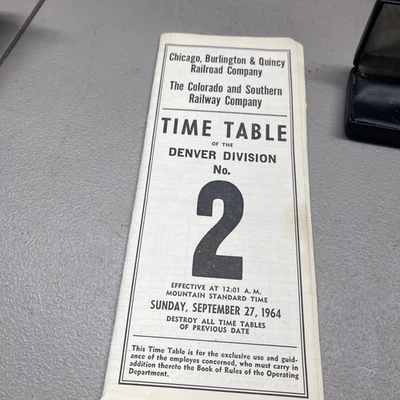 Chicago, Burlington & Quincy
Railroad Company
The Colorado and Southern
Railway Company
TIME TABLE
OF THE
DENVER DIVISION
No.
2
EFFECTIVE AT 12:01 A. M.
MOUNTAIN STANDARD TIME
SUNDAY, SEPTEMBER 27, 1964
DESTROY ALL TIME TABLES
OF PREVIOUS DATE
This Time Table is for the exclusive use and guid-
ance of the employes concerned, who must carry in
addition thereto the Book of Rules of the Operating
Department.